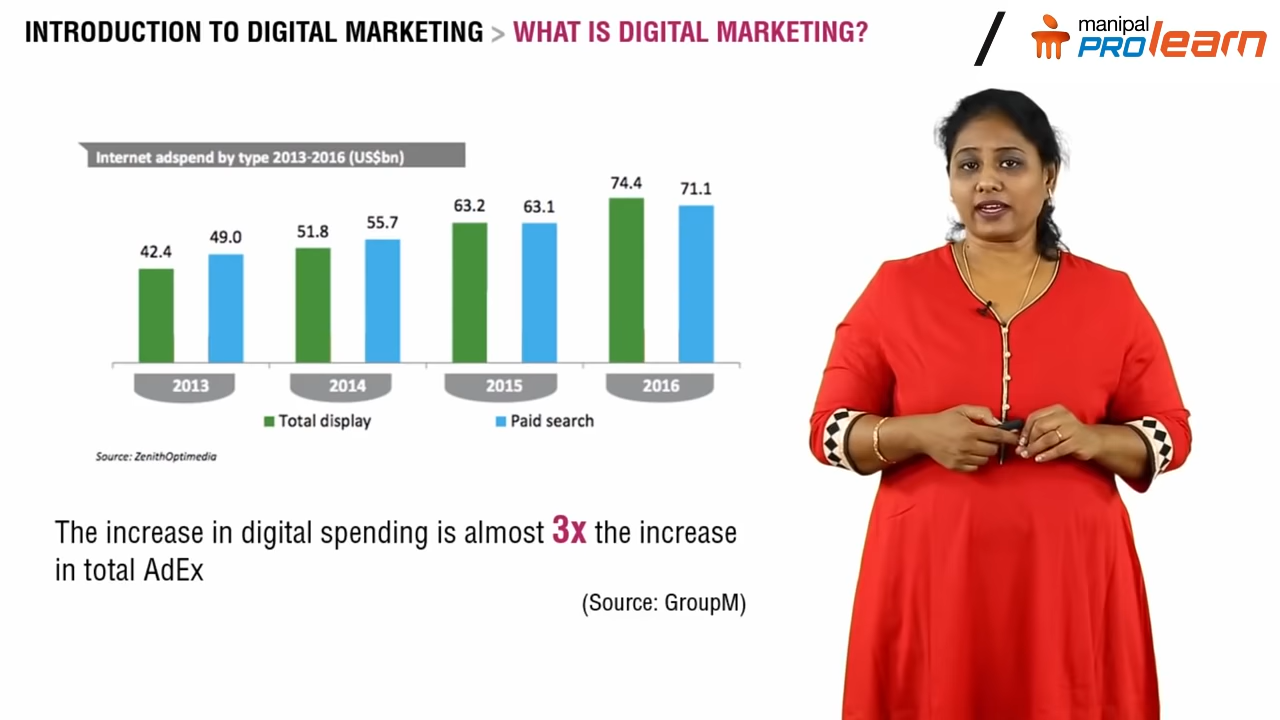 INTRODUCTION TO DIGITAL MARKETING > WHAT IS DIGITAL MARKETING?
manipal
PROlearn
Internet adspend by type 2013-2016 (US$bn)
42.4 49.0 51.8 55.7 63.2 63.1 74.4 71.1
2013 2014 2015 2016
Total display Paid search
Source: ZenithOptimedia
The increase in digital spending is almost 3x the increase
in total AdEx
(Source: GroupM)